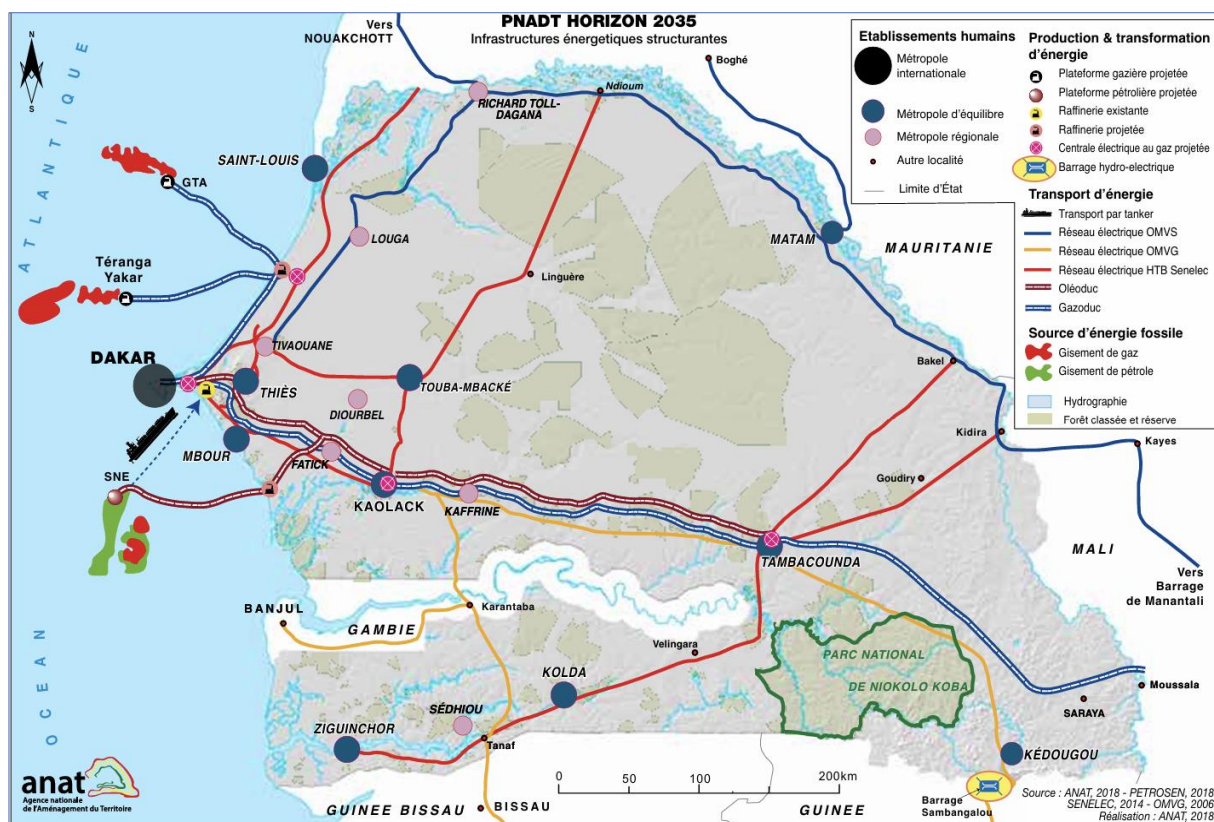 PNADT HORIZON 2035
Infrastructures énergetiques structurantes
N
S
Vers
NOUAKCHOTT
Boghé
Ndioum
RICHARD TOLL-
DAGANA
SAINT-LOUIS
GTA
ATLANTIQUE
LOUGA
MATAM
MAURITANIE
Téranga
Yakar
Linguère
TIVAOUANE
DAKAR
THIÈS
TOUBA-MBACKÉ
Bakel
DIOURBEL
MBOUR
FATICK
Kidira
Kayes
SNE
KAOLACK
KAFFRINE
Goudiry
TAMBACOUNDA
MALI
Vers
Barrage
de Manantali
BANJUL
Karantaba
GAMBIE
Velingara
PARC NATIONAL
DE NIOKOLO KOBA
KOLDA
Moussala
SARAYA
SÉDHIOU
ZIGUINCHOR
Tanaf
KÉDOUGOU
OCEAN
0 50 100 200km
GUINEE BISSAU
BISSAU
GUINEE
Barrage
Sambangalou
anat
Agence nationale
de l'Aménagement du Territoire
Source : ANAT, 2018 - PETROSEN, 2018
SENELEC, 2014 - OMVG, 2006
Réalisation : ANAT, 2018
Etablissements humains
Métropole
internationale
Métropole d'équilibre
Métropole régionale
Autre localité
Limite d'État
Production & transformation
d'énergie
Plateforme gazière projetée
Plateforme pétrolière projetée
Raffinerie existante
Raffinerie projetée
Centrale électrique au gaz projetée
Barrage hydro-electrique
Transport d'énergie
Transport par tanker
Réseau électrique OMVS
Réseau électrique OMVG
Réseau électrique HTB Senelec
Oléoduc
Gazoduc
Source d'énergie fossile
Gisement de gaz
Gisement de pétrole
Hydrographie
Forêt classée et réserve